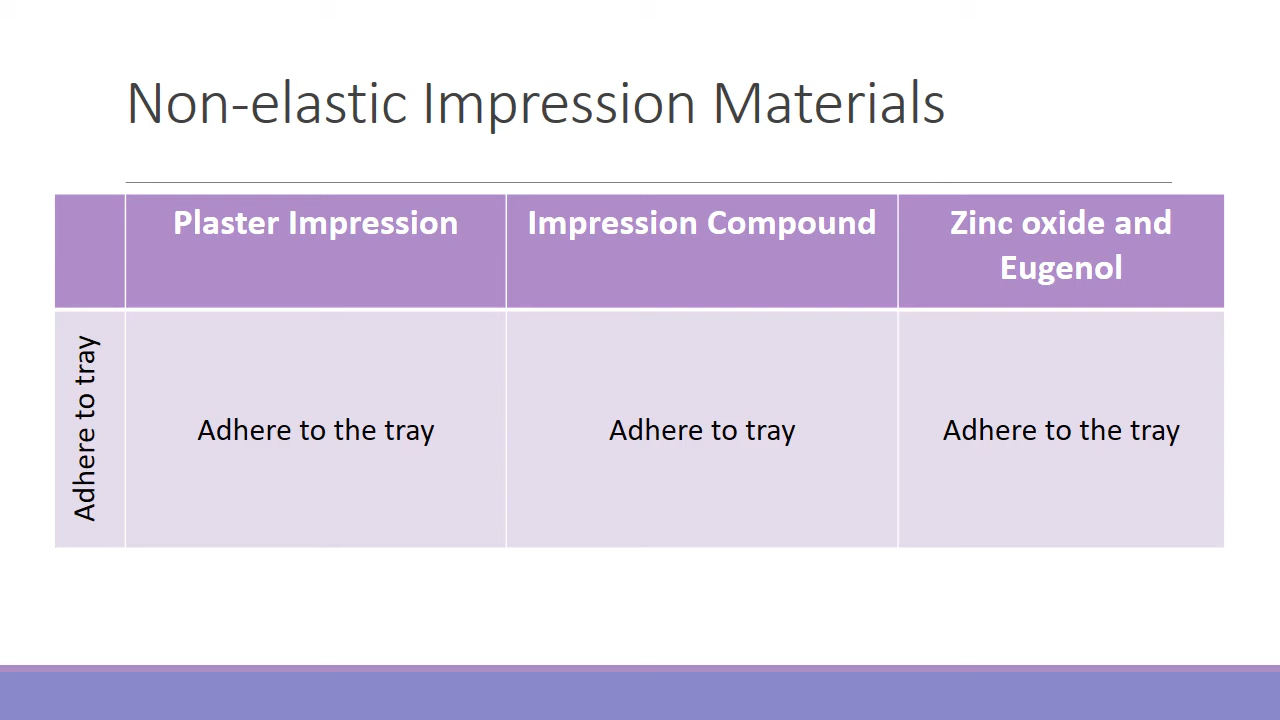 Non-elastic Impression Materials
Plaster Impression
Impression Compound
Zinc oxide and
Eugenol
Adhere to tray
Adhere to the tray
Adhere to tray
Adhere to the tray